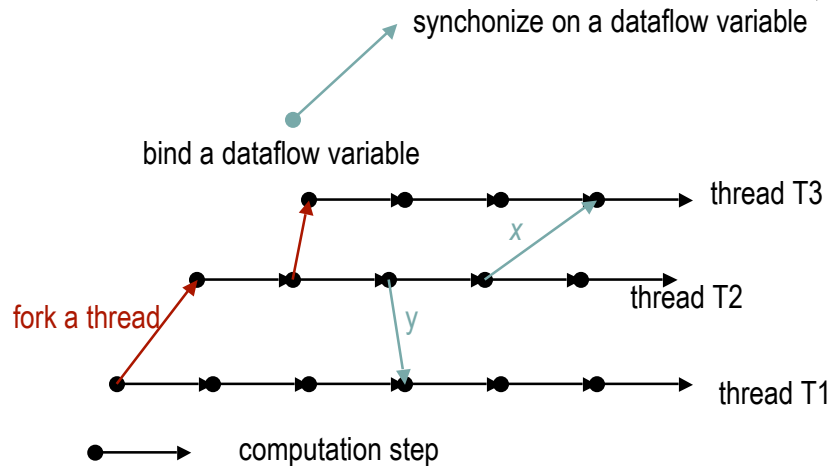 synchonize on a dataflow variable
bind a dataflow variable
thread T3
x
thread T2
fork a thread
y
thread T1
computation step